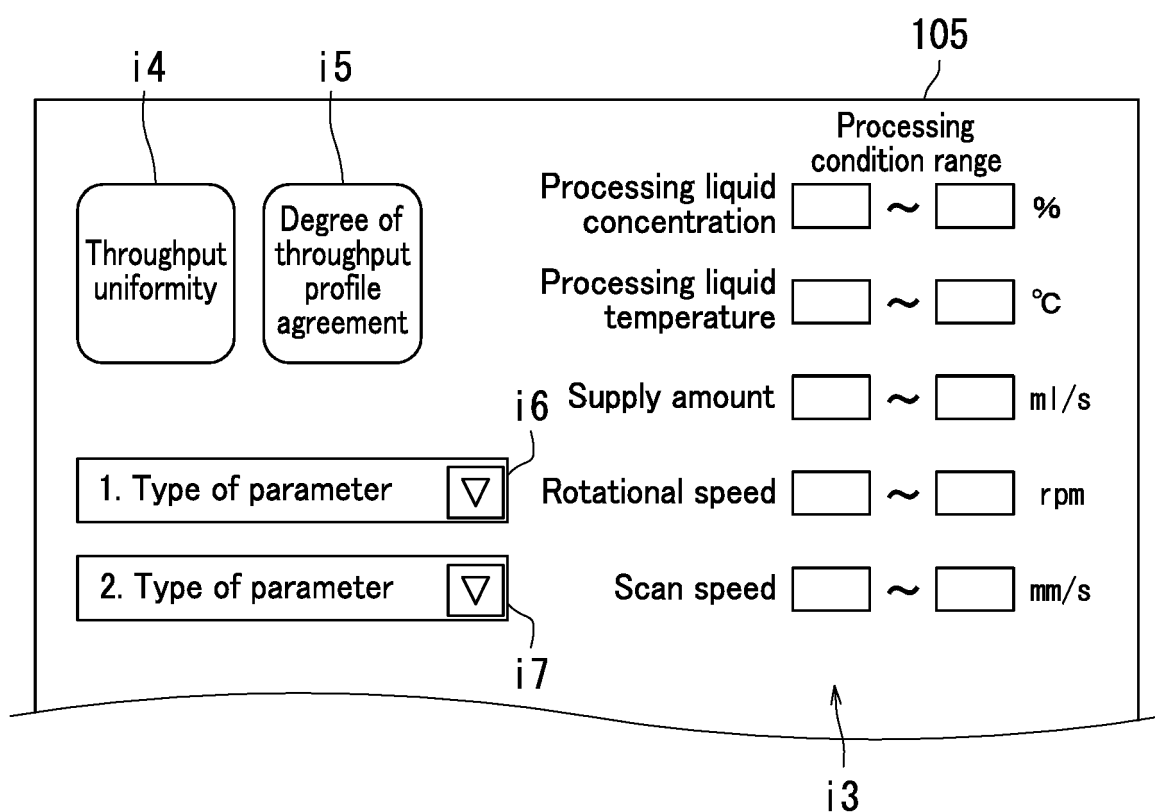 105
i4
i5
Processing
condition range
Throughput
uniformity
Degree of
throughput
profile
agreement
Processing liquid
concentration
~
%
Processing liquid
temperature
~
℃
Supply amount
~
ml/s
i6
1. Type of parameter
▽
Rotational speed
~
rpm
2. Type of parameter
▽
Scan speed
~
mm/s
i7
i3